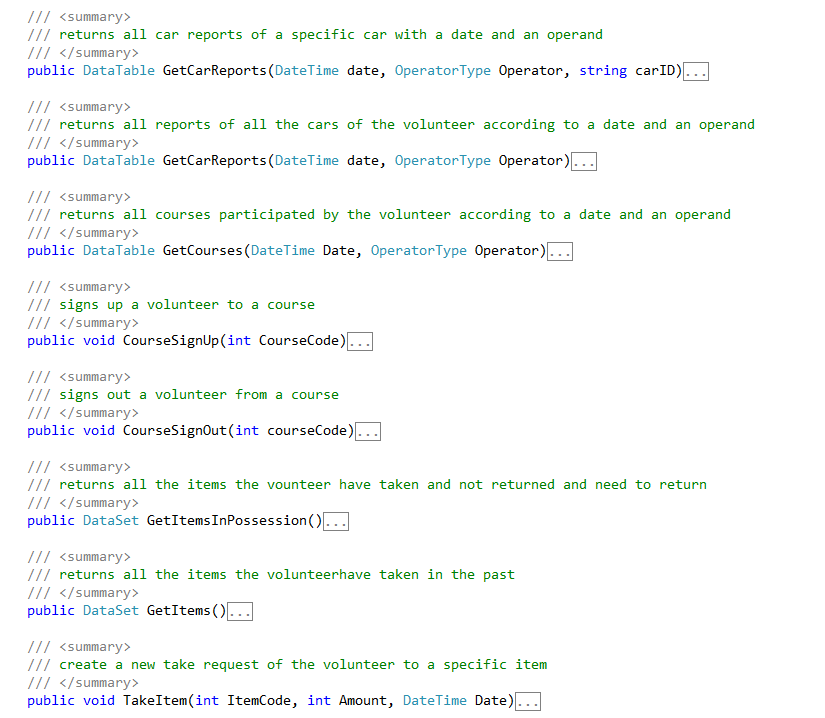 /// <summary>
/// returns all car reports of a specific car with a date and an operand
/// </summary>
public DataTable GetCarReports(DateTime date, OperatorType Operator, string carID)...
/// <summary>
/// returns all reports of all the cars of the volunteer according to a date and an operand
/// </summary>
public DataTable GetCarReports(DateTime date, OperatorType Operator)...
/// <summary>
/// returns all courses participated by the volunteer according to a date and an operand
/// </summary>
public DataTable GetCourses(DateTime Date, OperatorType Operator)...
/// <summary>
/// signs up a volunteer to a course
/// </summary>
public void CourseSignUp(int CourseCode)...
/// <summary>
/// signs out a volunteer from a course
/// </summary>
public void CourseSignOut(int courseCode)...
/// <summary>
/// returns all the items the vounteer have taken and not returned and need to return
/// </summary>
public DataSet GetItemsInPossession()...
/// <summary>
/// returns all the items the volunteerhave taken in the past
/// </summary>
public DataSet GetItems()...
/// <summary>
/// create a new take request of the volunteer to a specific item
/// </summary>
public void TakeItem(int ItemCode, int Amount, DateTime Date)...